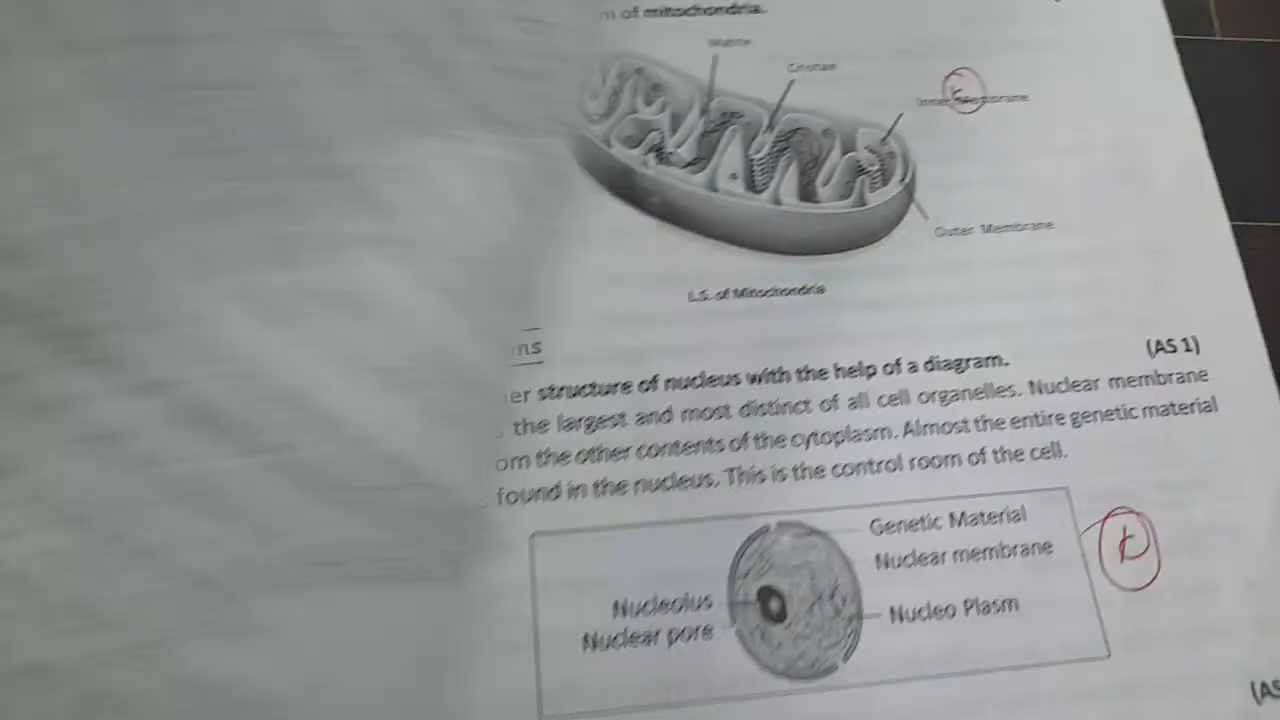 m of mitochondria.
Matrix
Cristae
Inner Membrane
Outer Membrane
L.S. of Mitochondria
ns
er structure of nucleus with the help of a diagram. (AS 1)
the largest and most distinct of all cell organelles. Nuclear membrane
om the other contents of the cytoplasm. Almost the entire genetic material
found in the nucleus. This is the control room of the cell.
Genetic Material
Nuclear membrane
Nucleolus
Nucleo Plasm
Nuclear pore
(AS